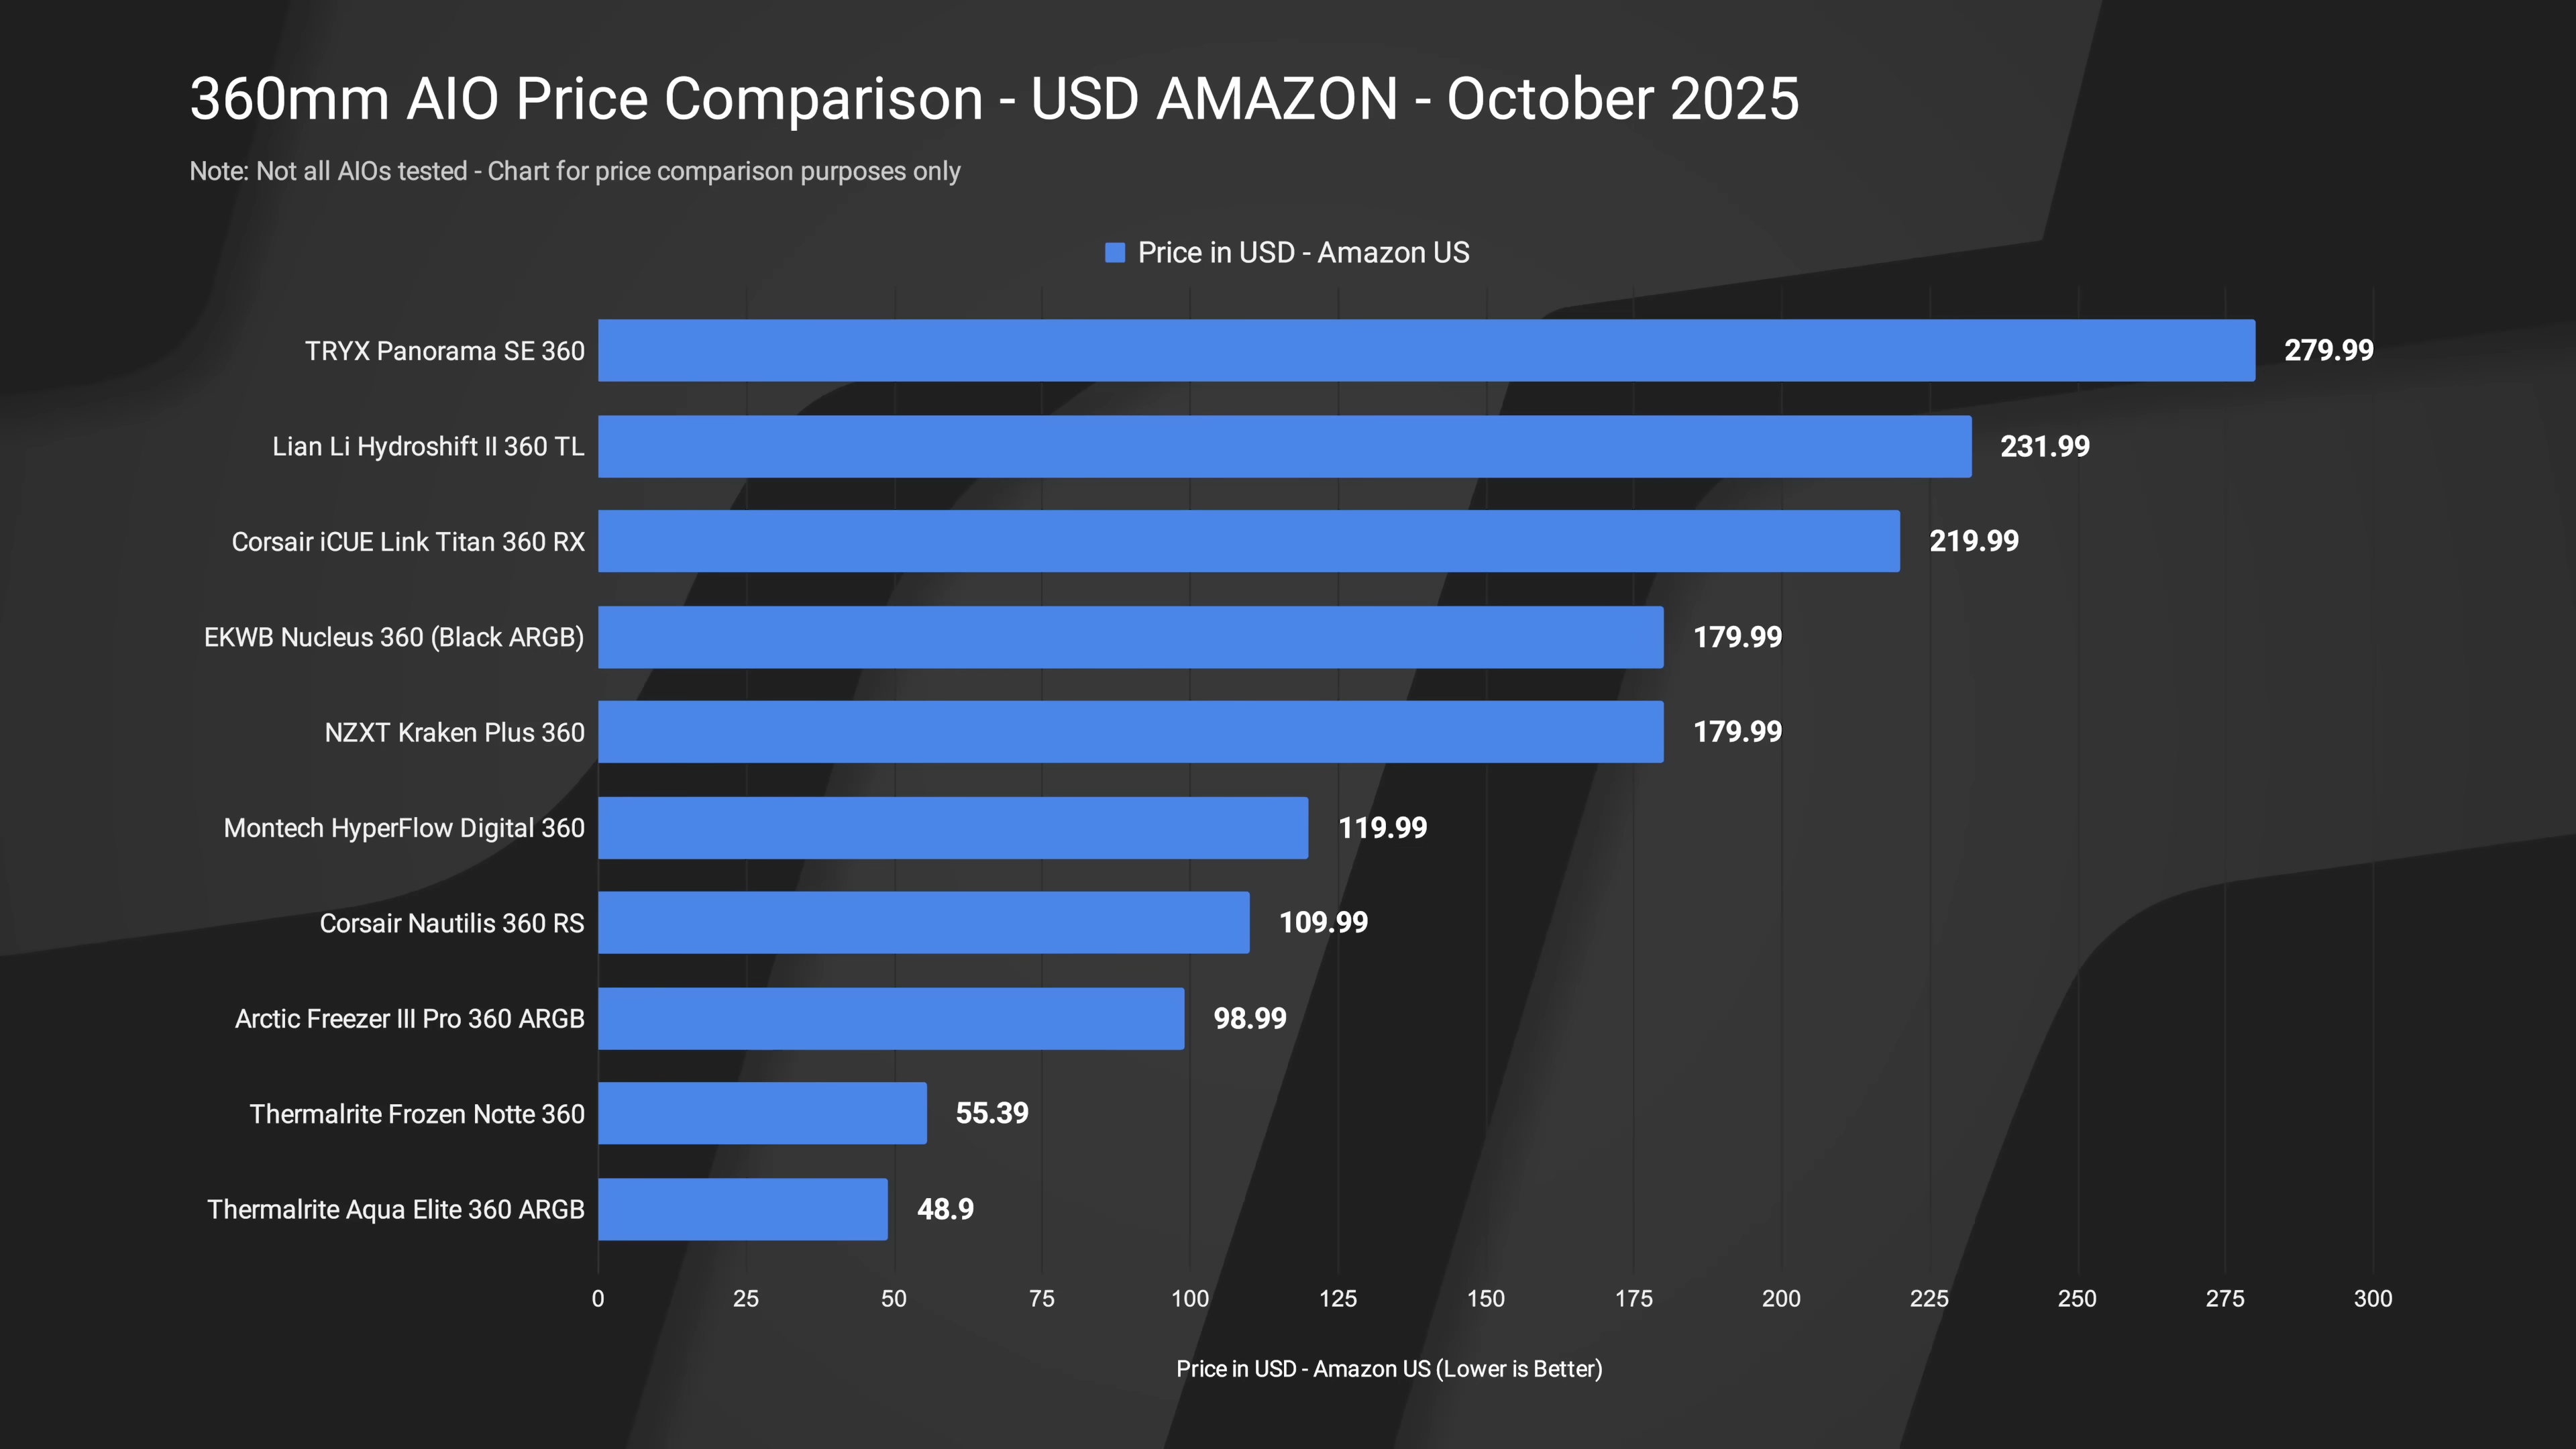 360mm AIO Price Comparison - USD AMAZON - October 2025
Note: Not all AIOs tested - Chart for price comparison purposes only
Price in USD - Amazon US
TRYX Panorama SE 360 279.99
Lian Li Hydroshift II 360 TL 231.99
Corsair iCUE Link Titan 360 RX 219.99
EKWB Nucleus 360 (Black ARGB) 179.99
NZXT Kraken Plus 360 179.99
Montech HyperFlow Digital 360 119.99
Corsair Nautilis 360 RS 109.99
Arctic Freezer III Pro 360 ARGB 98.99
Thermalrite Frozen Notte 360 55.39
Thermalrite Aqua Elite 360 ARGB 48.9
0 25 50 75 100 125 150 175 200 225 250 275 300
Price in USD - Amazon US (Lower is Better)